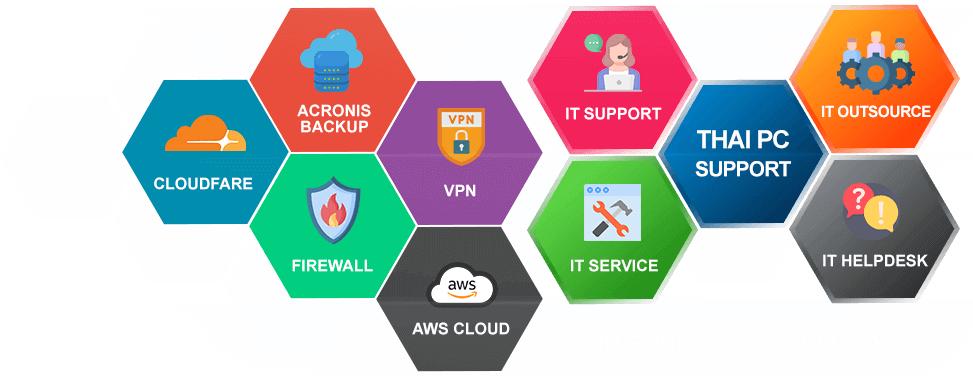 CLOUDFARE
ACRONIS
BACKUP
FIREWALL
VPN
VPN
aws
AWS CLOUD
IT SUPPORT
IT SERVICE
THAI PC
SUPPORT
IT OUTSOURCE
?
!
IT HELPDESK